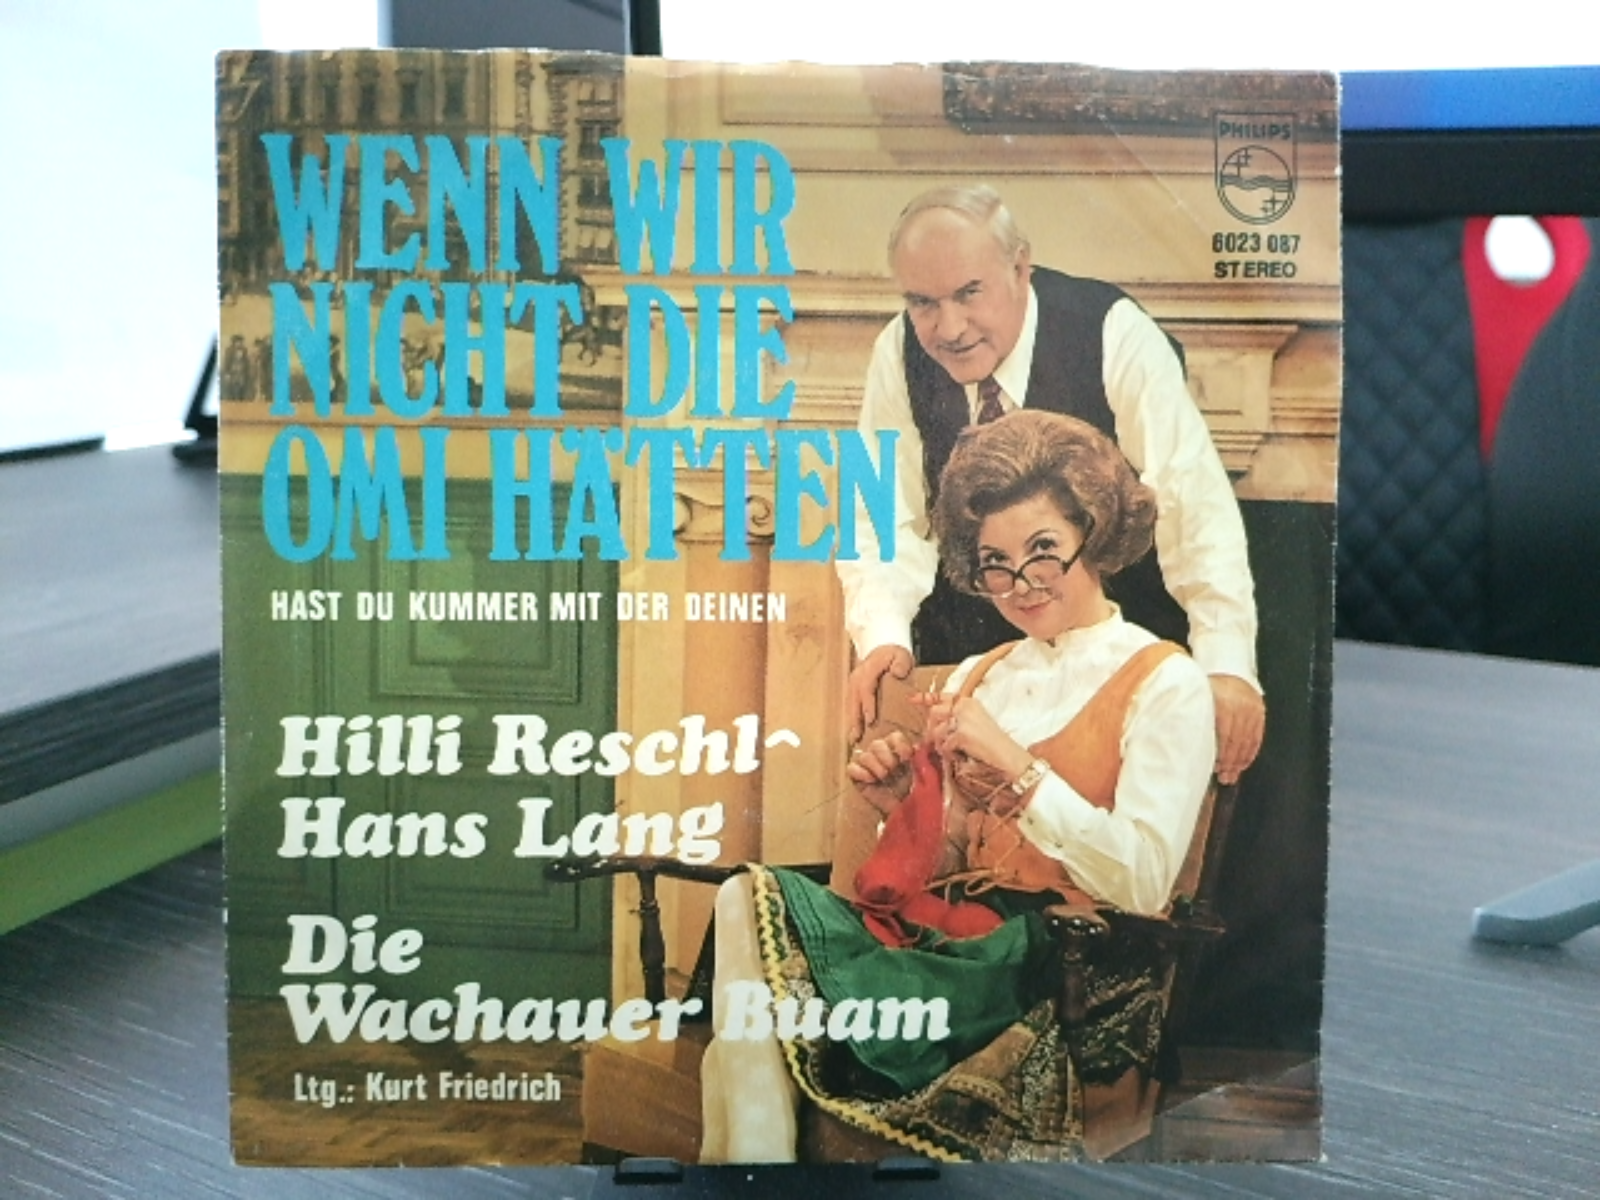 WENN WIR
NICHT DIE
OMI HÄTTEN
HAST DU KUMMER MIT DER DEINEN
Hilli Reschl-
Hans Lang
Die
Wachauer Buam
Ltg.: Kurt Friedrich
PHILIPS
6023 087
STEREO